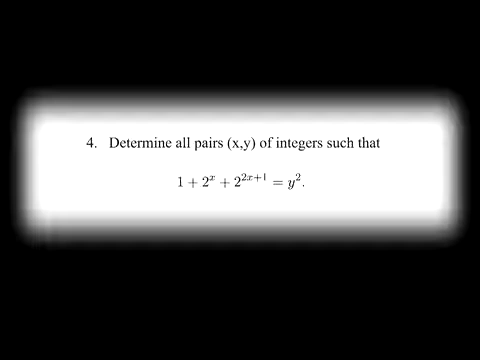 4. Determine all pairs (x,y) of integers such that
1 + 2^x + 2^{2x+1} = y^2.